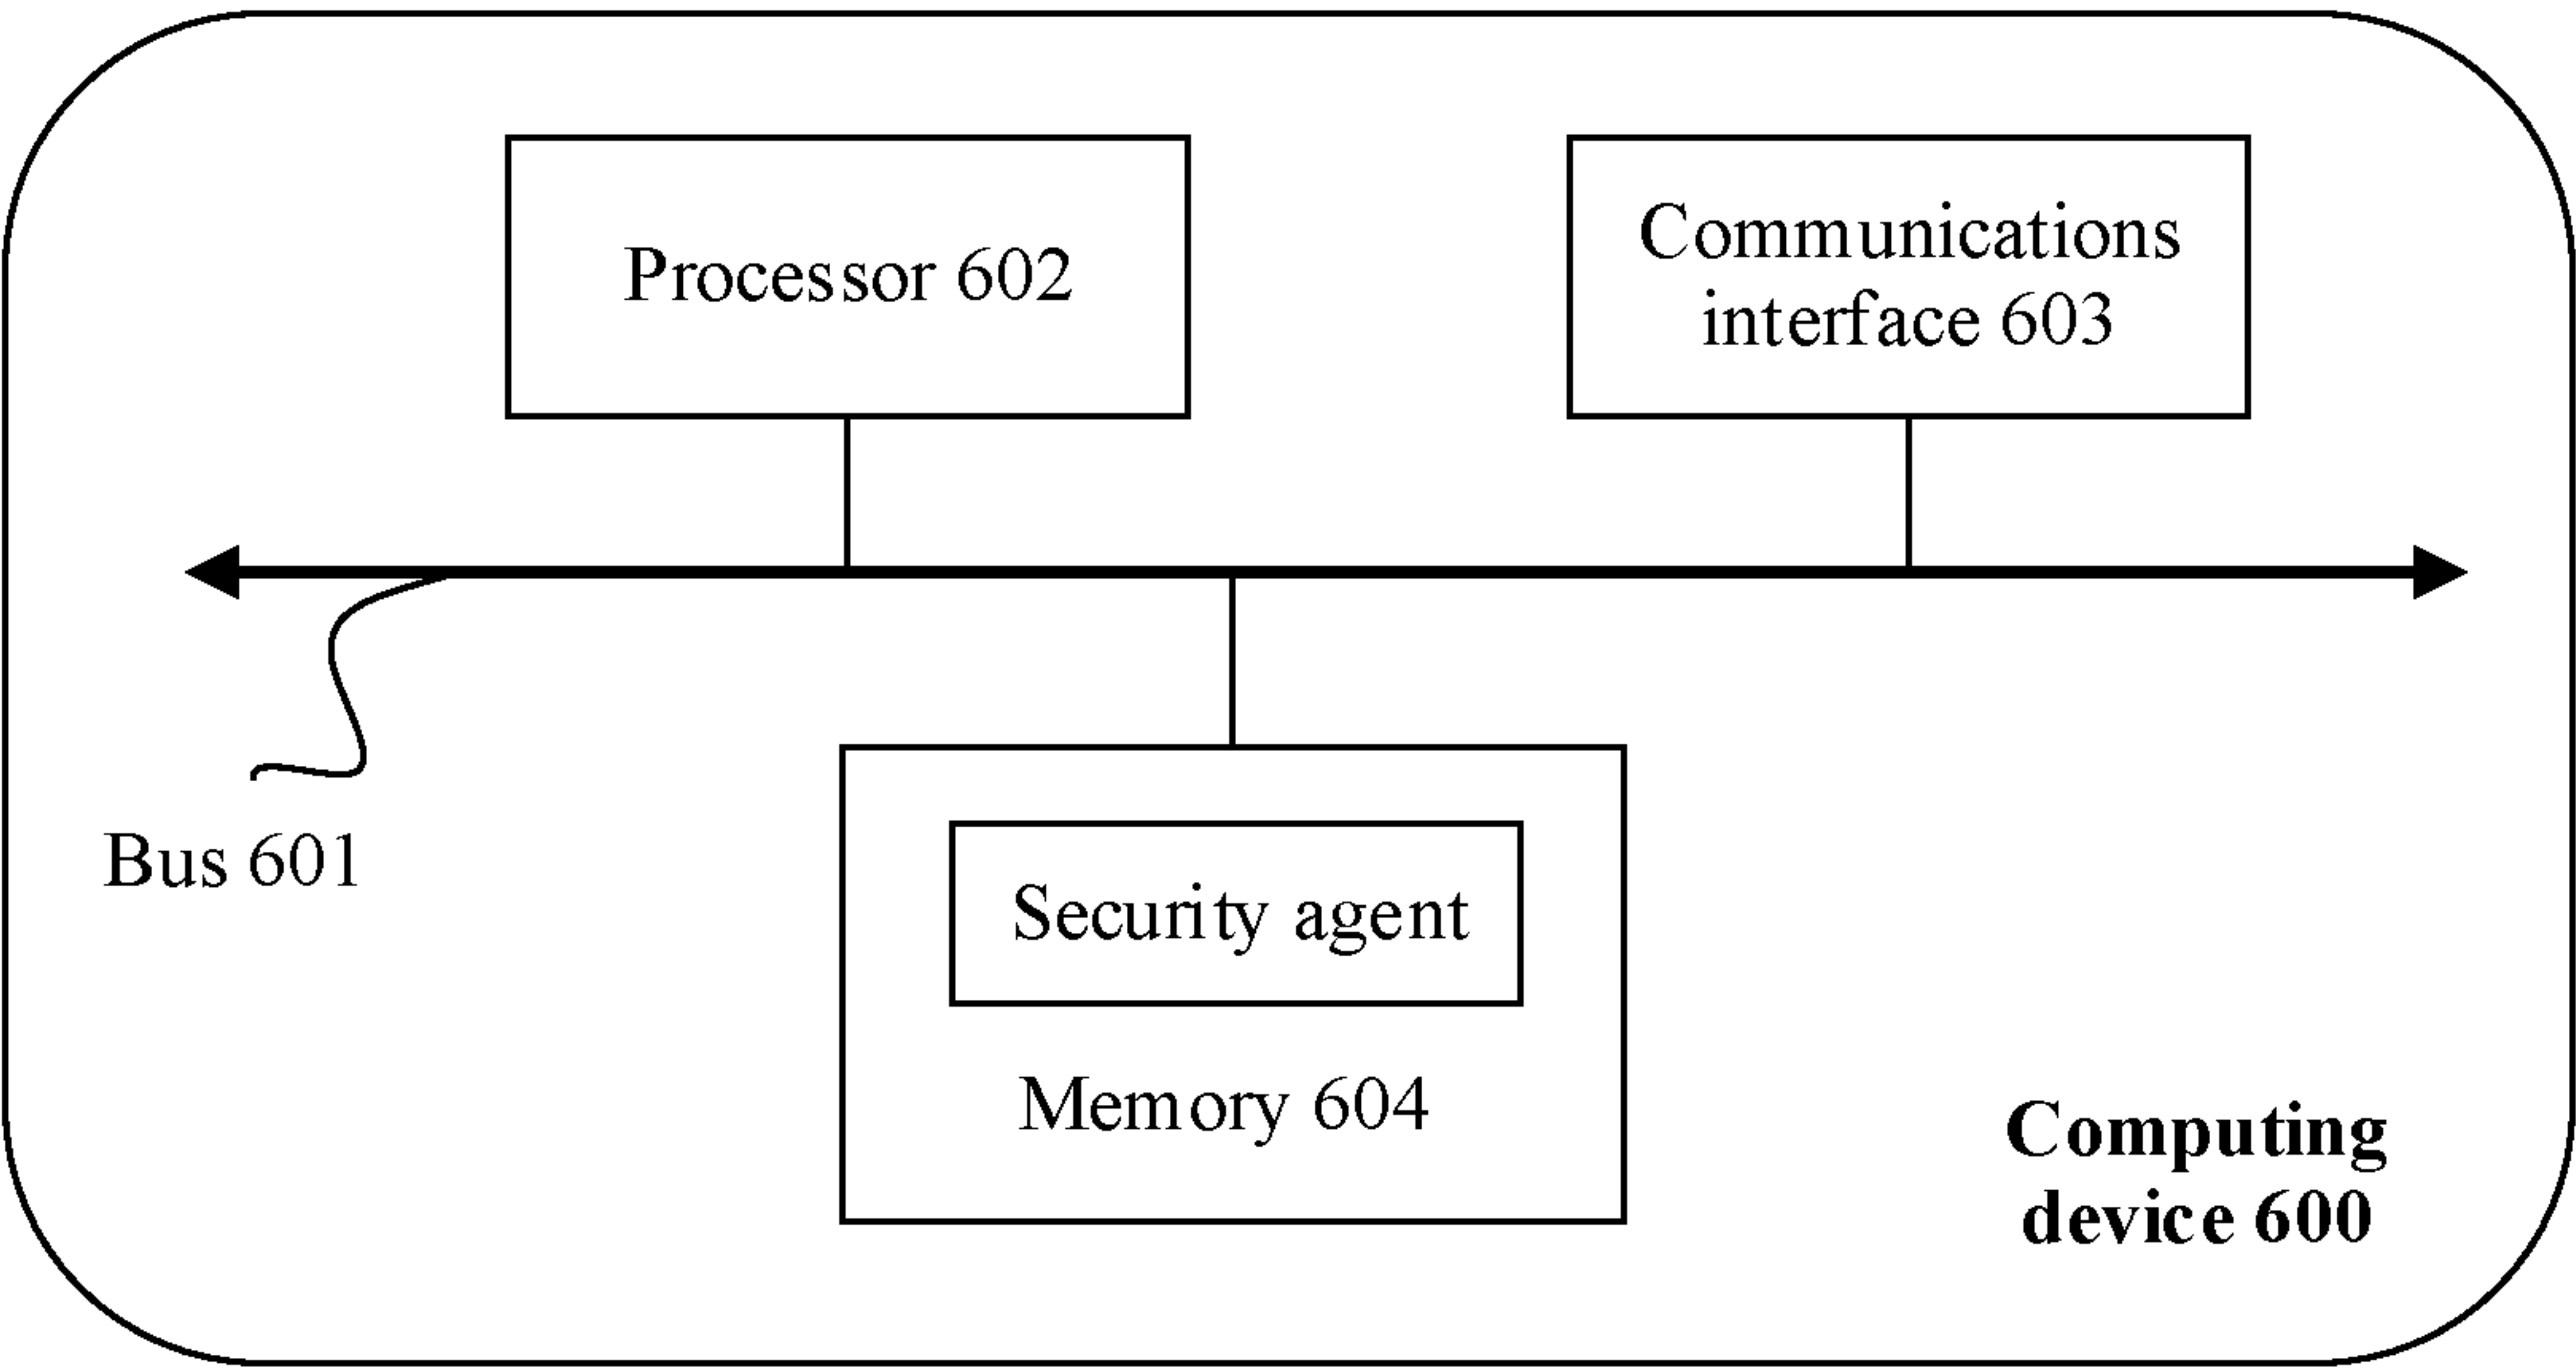 Processor 602
Communications
interface 603
Bus 601
Security agent
Memory 604
Computing
device 600